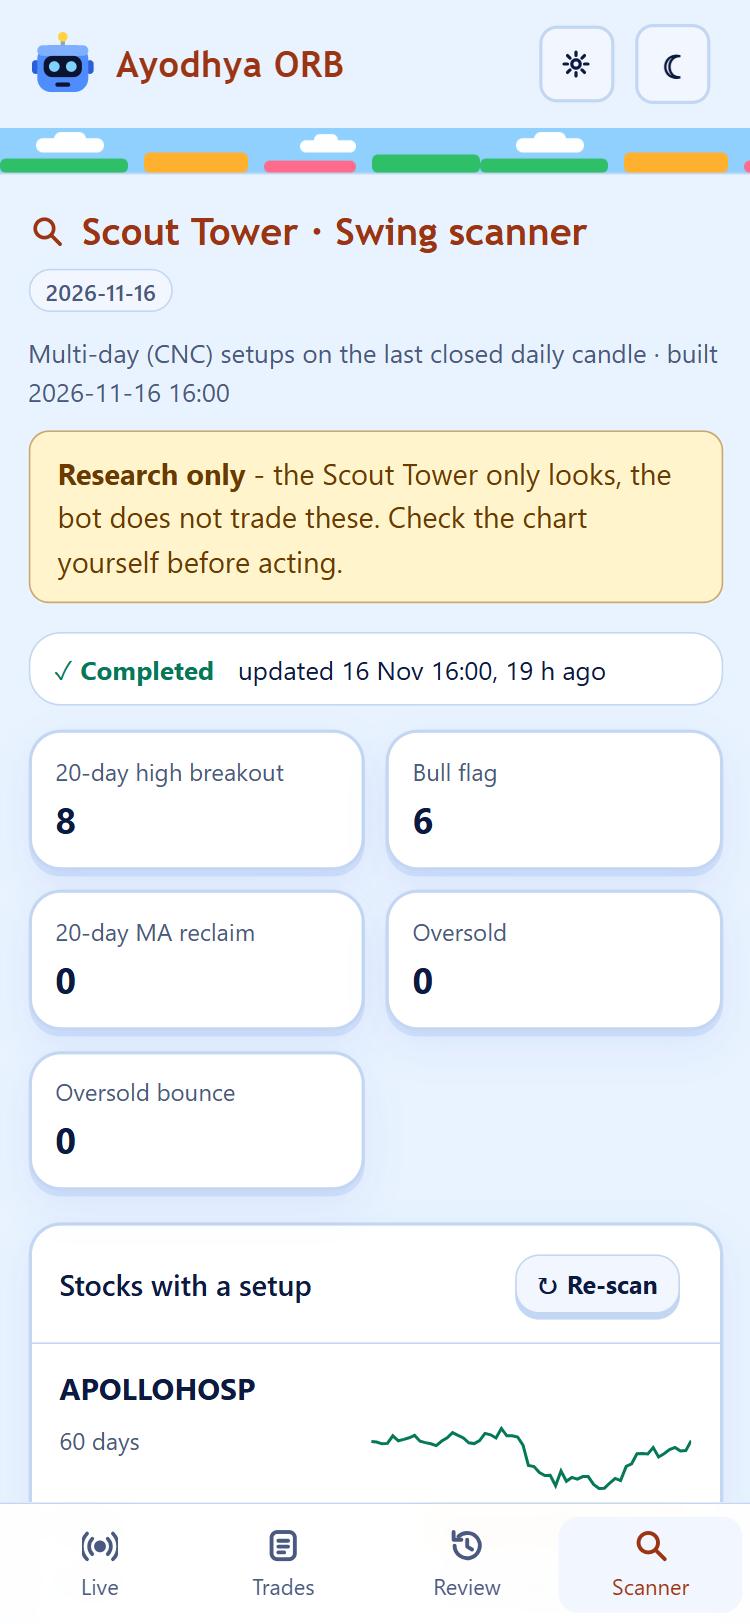 Ayodhya ORB
Scout Tower · Swing scanner
2026-11-16
Multi-day (CNC) setups on the last closed daily candle · built
2026-11-16 16:00
Research only - the Scout Tower only looks, the
bot does not trade these. Check the chart
yourself before acting.
✓ Completed updated 16 Nov 16:00, 19 h ago
20-day high breakout
8
Bull flag
6
20-day MA reclaim
0
Oversold
0
Oversold bounce
0
Stocks with a setup
↻ Re-scan
APOLLOHOSP
60 days
Live
Trades
Review
Scanner